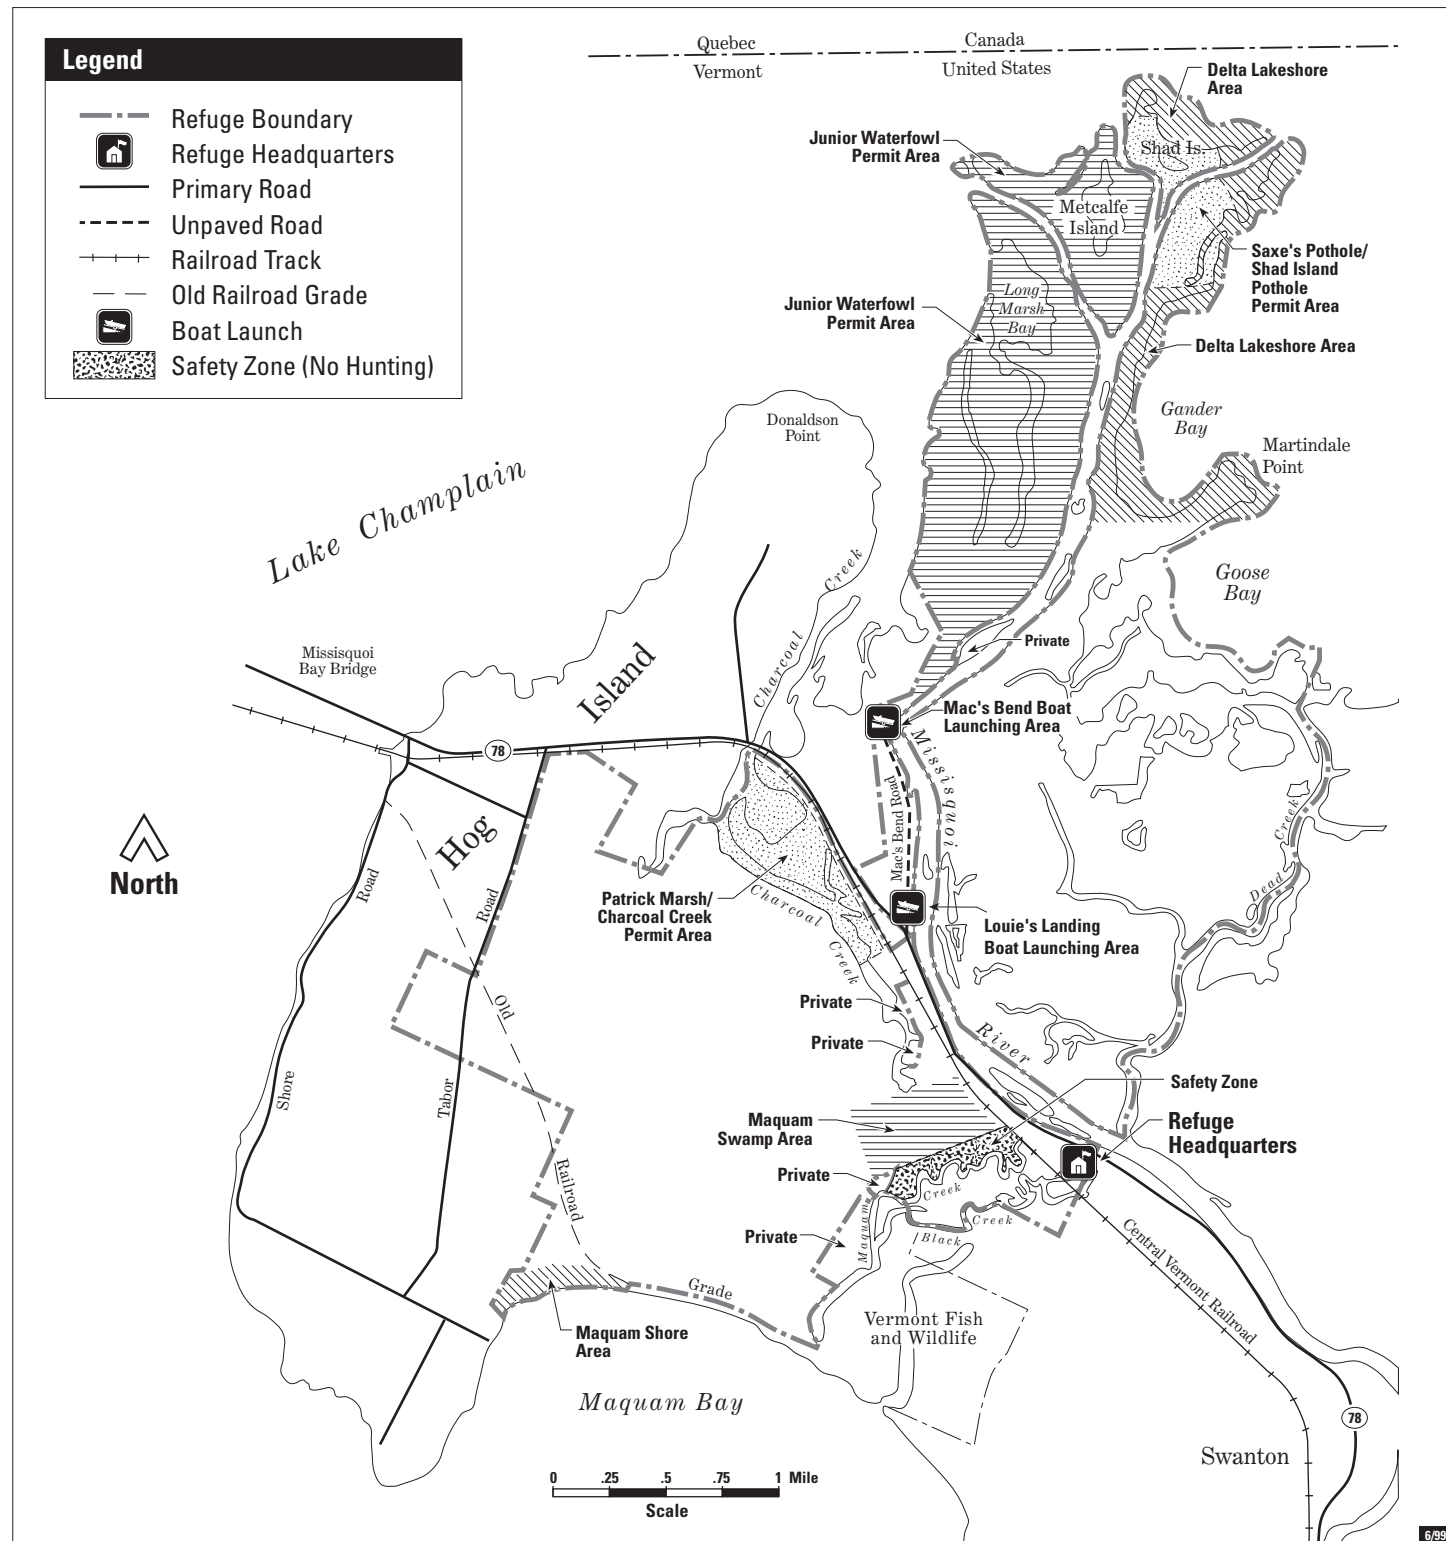 Legend
Refuge Boundary
Refuge Headquarters
Primary Road
Unpaved Road
Railroad Track
Old Railroad Grade
Boat Launch
Safety Zone (No Hunting)
Quebec
Canada
Vermont
United States
Delta Lakeshore
Area
Junior Waterfowl
Permit Area
Shad Is.
Metcalfe
Island
Saxe's Pothole/
Shad Island
Pothole
Permit Area
Junior Waterfowl
Permit Area
Long
Marsh
Bay
Delta Lakeshore Area
Gander
Bay
Donaldson
Point
Martindale
Point
Lake Champlain
Goose
Bay
Charcoal Creek
Private
Missisquoi
Bay Bridge
Hog Island
Mac's Bend Boat
Launching Area
78
Mac's Bend Road
Missisquoi River
Dead Creek
North
Patrick Marsh/
Charcoal Creek
Permit Area
Charcoal Creek
Louie's Landing
Boat Launching Area
Shore Road
Tabor Road
Old Railroad Grade
Private
Private
Safety Zone
Maquam
Swamp Area
Refuge
Headquarters
Private
Private
Maquam Creek
Black Creek
Central Vermont Railroad
Vermont Fish
and Wildlife
Maquam Shore
Area
Maquam Bay
78
Swanton
0 .25 .5 .75 1 Mile
Scale
6/99